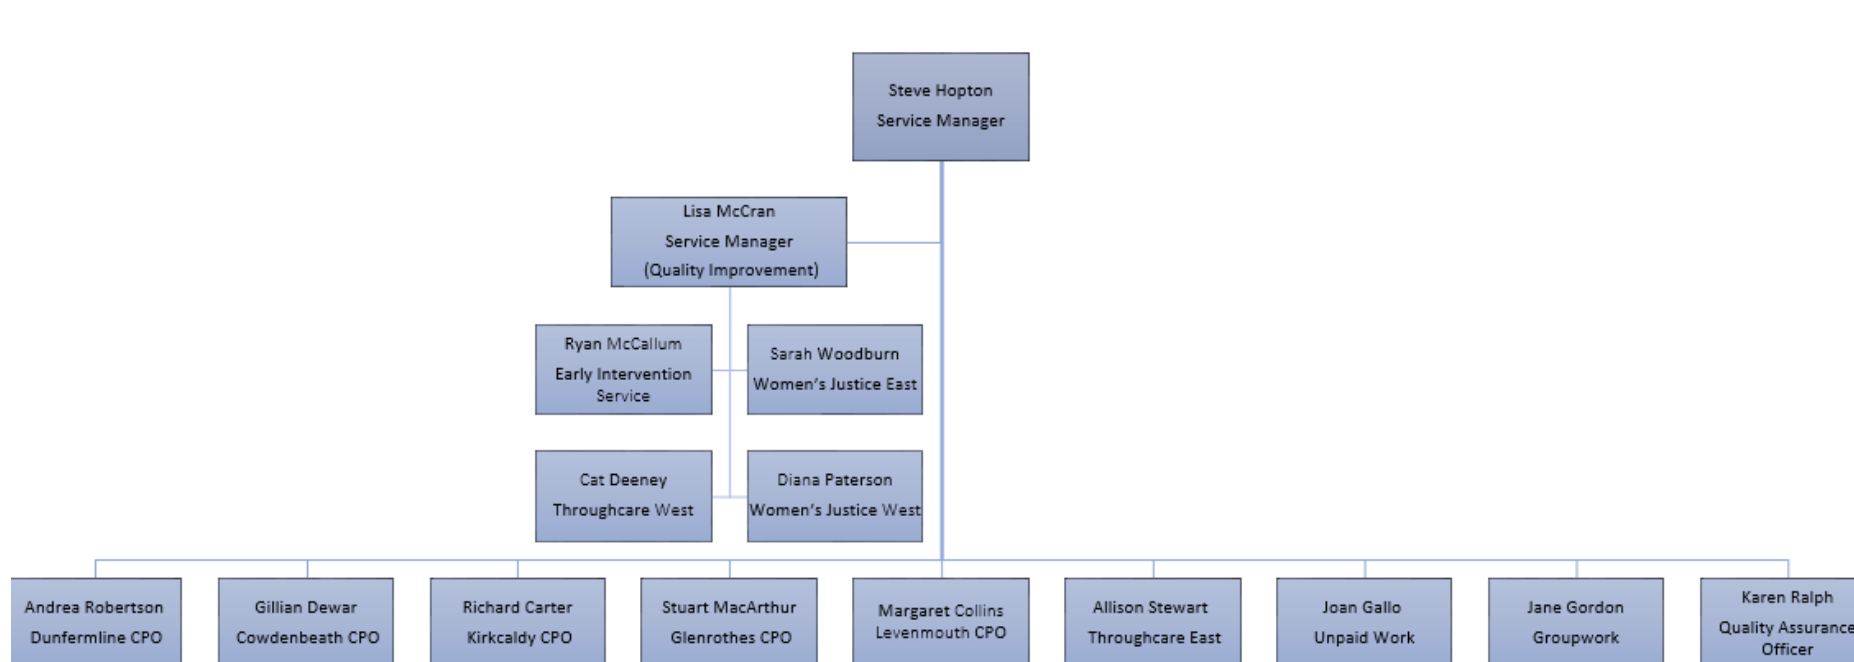 Steve Hopton
Service Manager
Lisa McCran
Service Manager
(Quality Improvement)
Ryan McCallum
Early Intervention
Service
Sarah Woodburn
Women’s Justice East
Cat Deeney
Throughcare West
Diana Paterson
Women’s Justice West
Andrea Robertson
Dunfermline CPO
Gillian Dewar
Cowdenbeath CPO
Richard Carter
Kirkcaldy CPO
Stuart MacArthur
Glenrothes CPO
Margaret Collins
Levenmouth CPO
Allison Stewart
Throughcare East
Joan Gallo
Unpaid Work
Jane Gordon
Groupwork
Karen Ralph
Quality Assurance
Officer